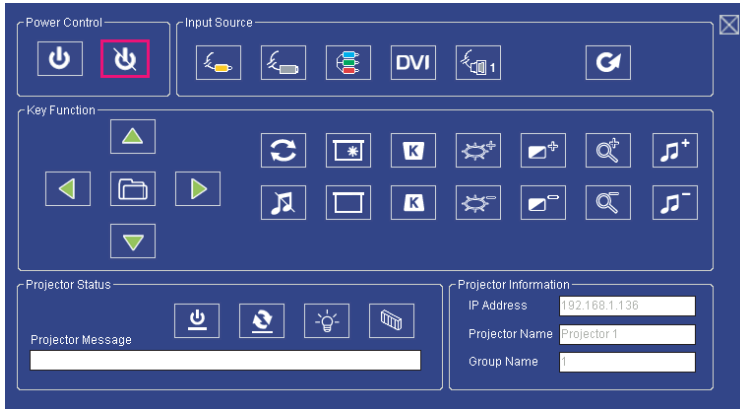 Power Control
Input Source
DVI
1
Key Function
K
K
Projector Status
Projector Message
Projector Information
IP Address 192.168.1.136
Projector Name Projector 1
Group Name 1